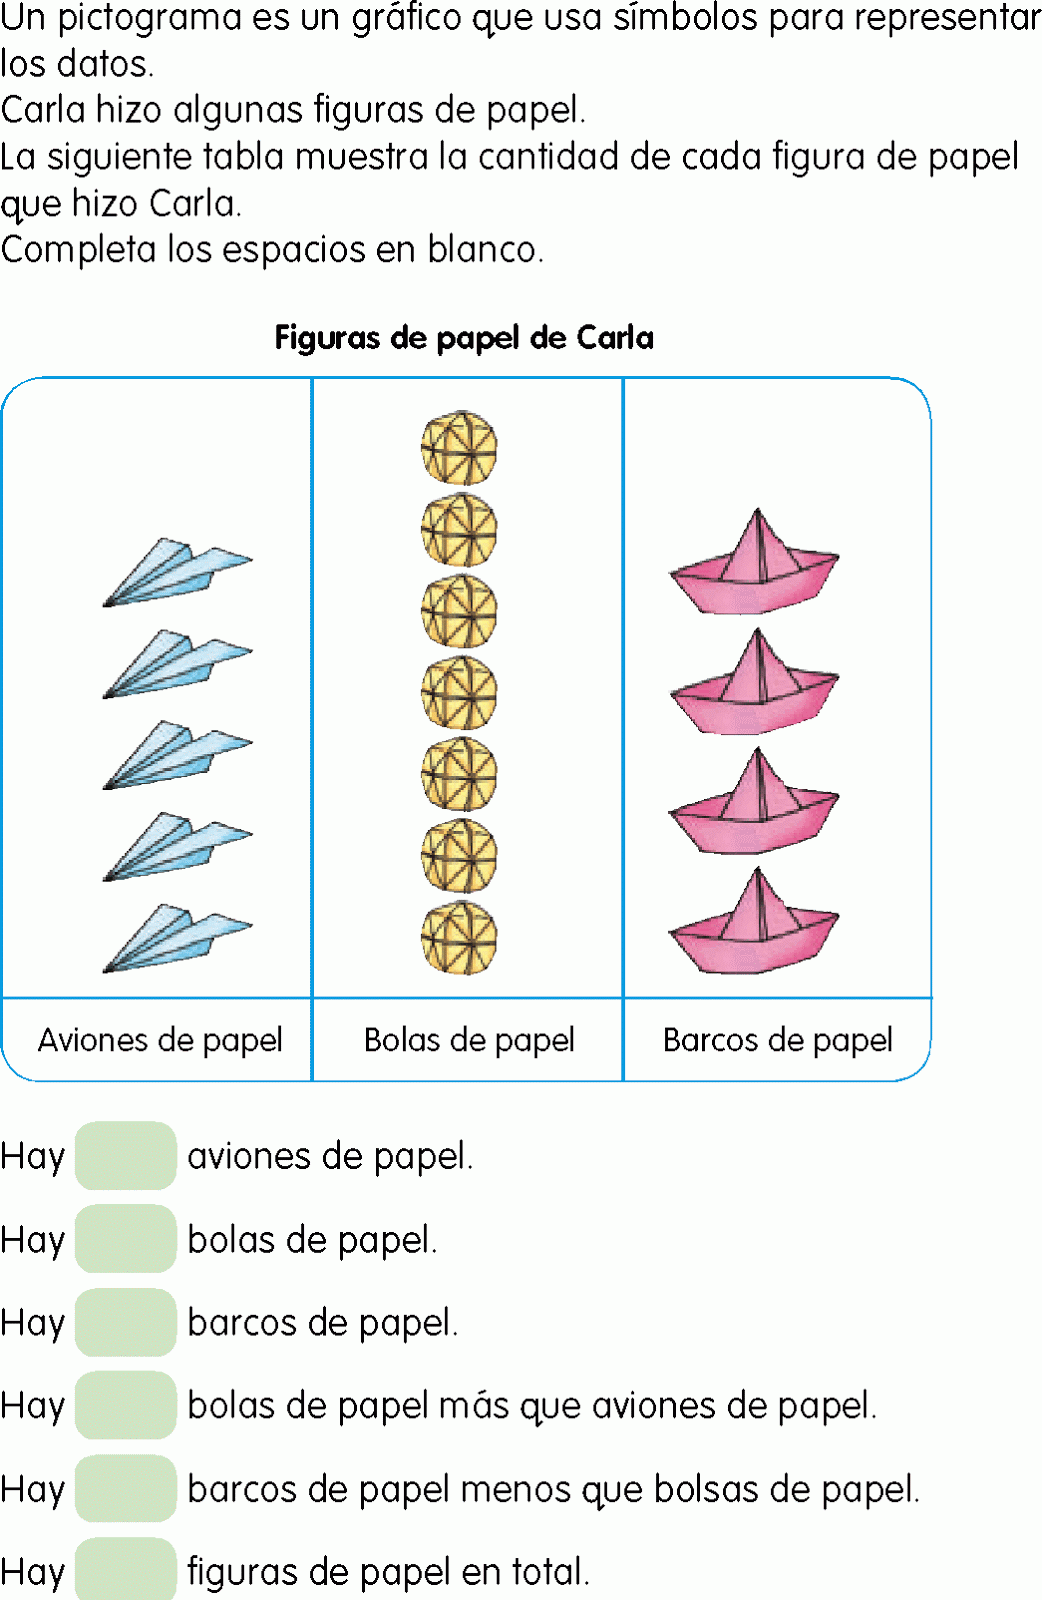 Un pictograma es un gráfico que usa símbolos para representar
los datos.
Carla hizo algunas figuras de papel.
La siguiente tabla muestra la cantidad de cada figura de papel
que hizo Carla.
Completa los espacios en blanco.
Figuras de papel de Carla
Aviones de papel
Bolas de papel
Barcos de papel
Hay aviones de papel.
Hay bolas de papel.
Hay barcos de papel.
Hay bolas de papel más que aviones de papel.
Hay barcos de papel menos que bolsas de papel.
Hay figuras de papel en total.